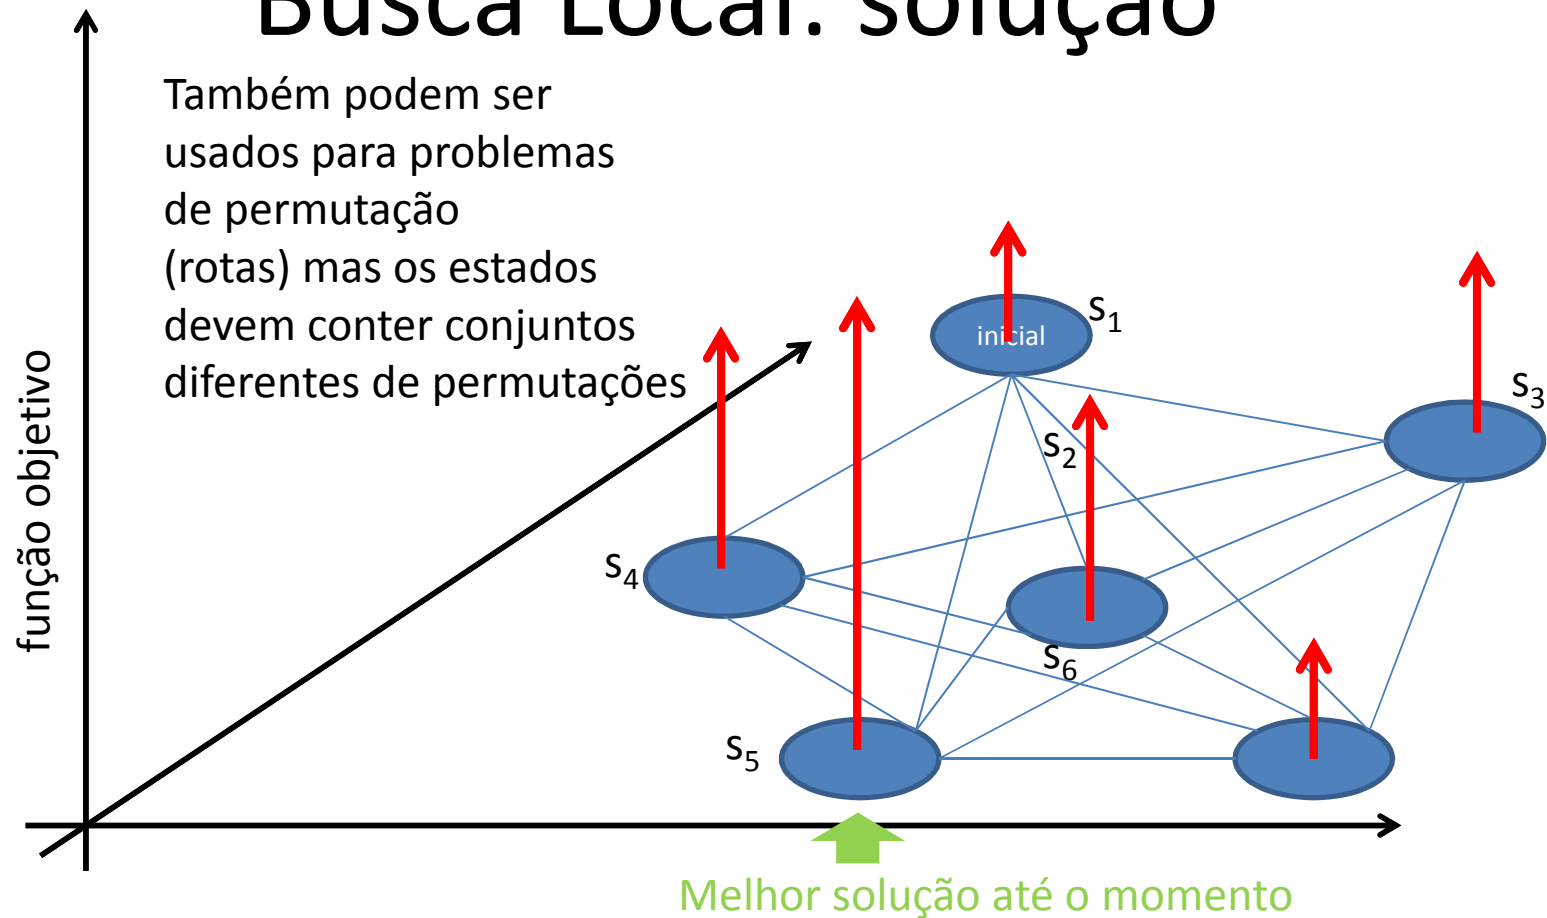 Busca Local: solução
Também podem ser
usados para problemas
de permutação
(rotas) mas os estados
devem conter conjuntos
diferentes de permutações
função objetivo
inicial
s1
s3
s2
s4
s6
s5
Melhor solução até o momento